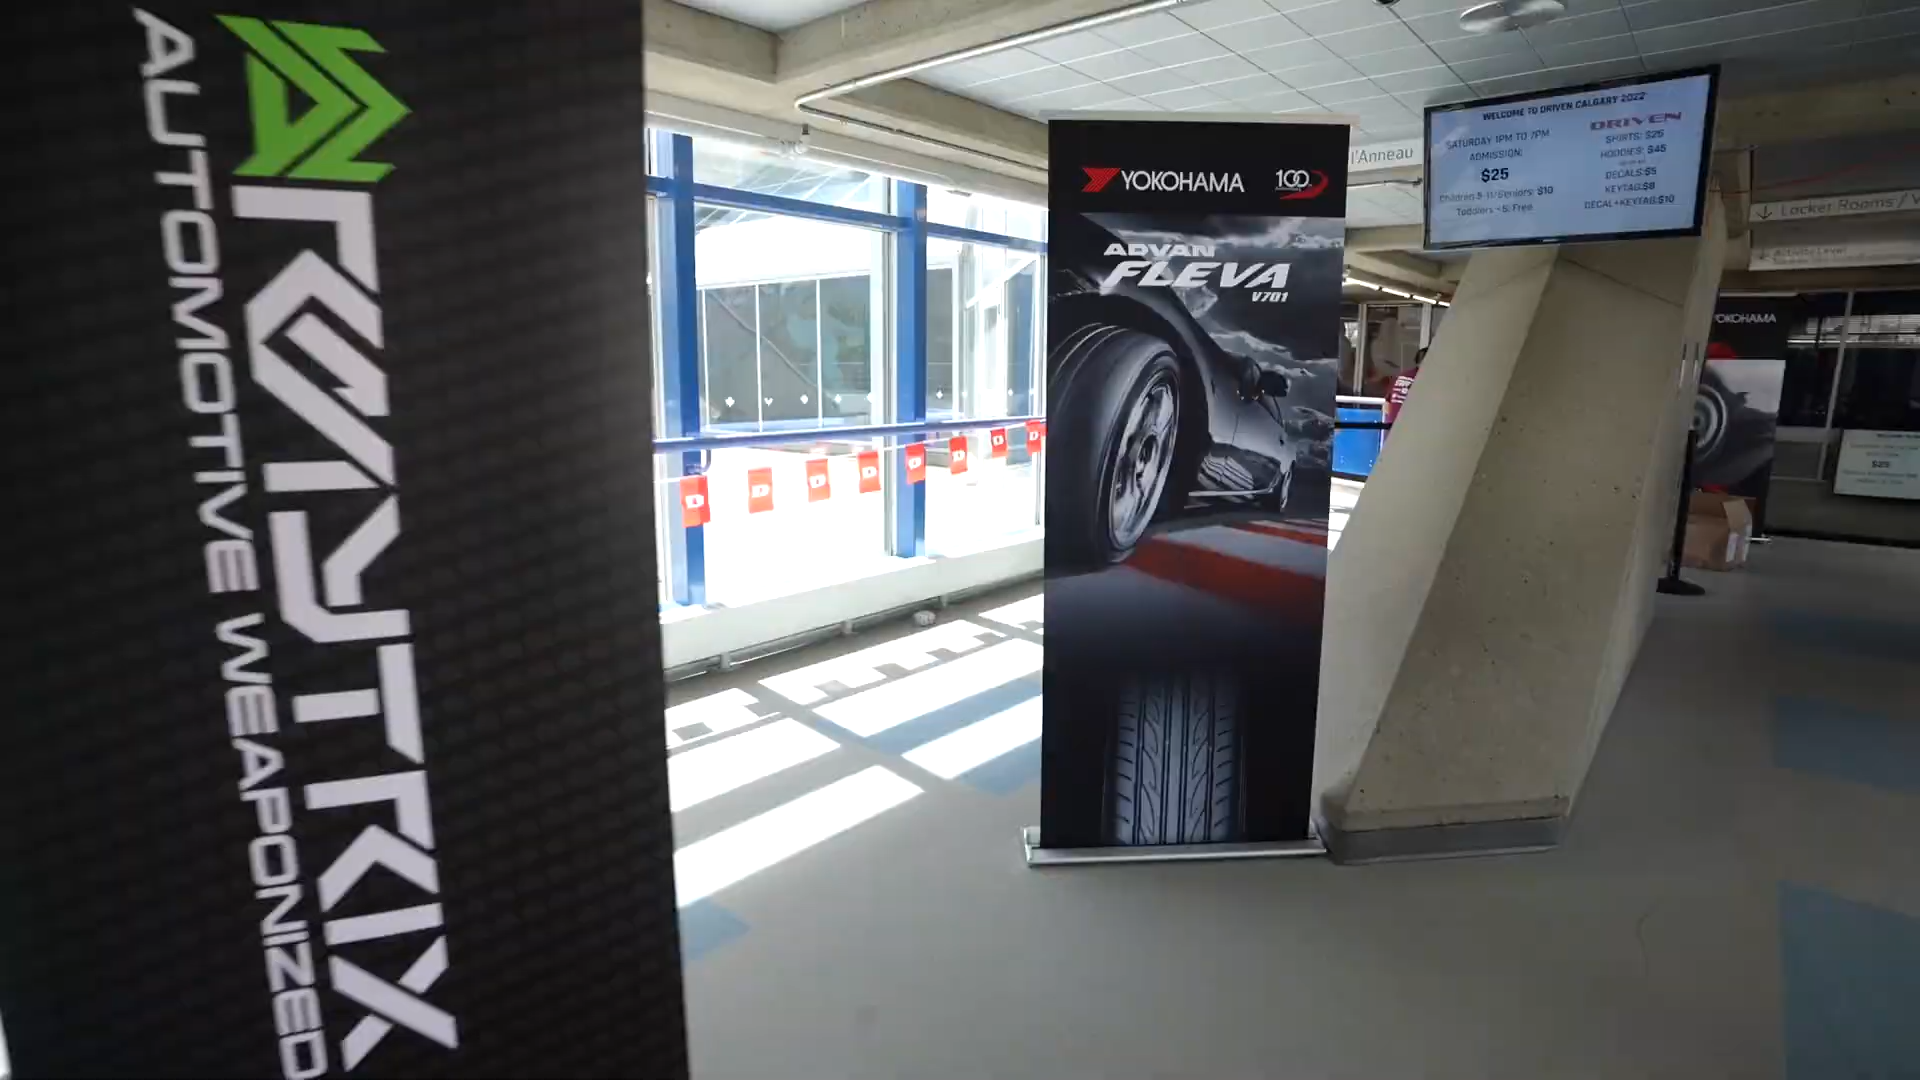 RAVTRIX
AUTOMOTIVE WEAPONIZED
YOKOHAMA
100
ADVAN
FLEVA
V701
l'Anneau
WELCOME TO DRIVEN CALGARY 2022
SATURDAY 1PM TO 7PM
ADMISSION:
$25
Children 5-11/Seniors: $10
Toddlers <5: Free
DRIVEN
SHIRTS: $25
HOODIES: $45
DECALS:$5
KEYTAG:$8
DECAL+KEYTAG:$10
Locker Rooms /
YOKOHAMA
$25
D
D
D
D
D
D
D
D